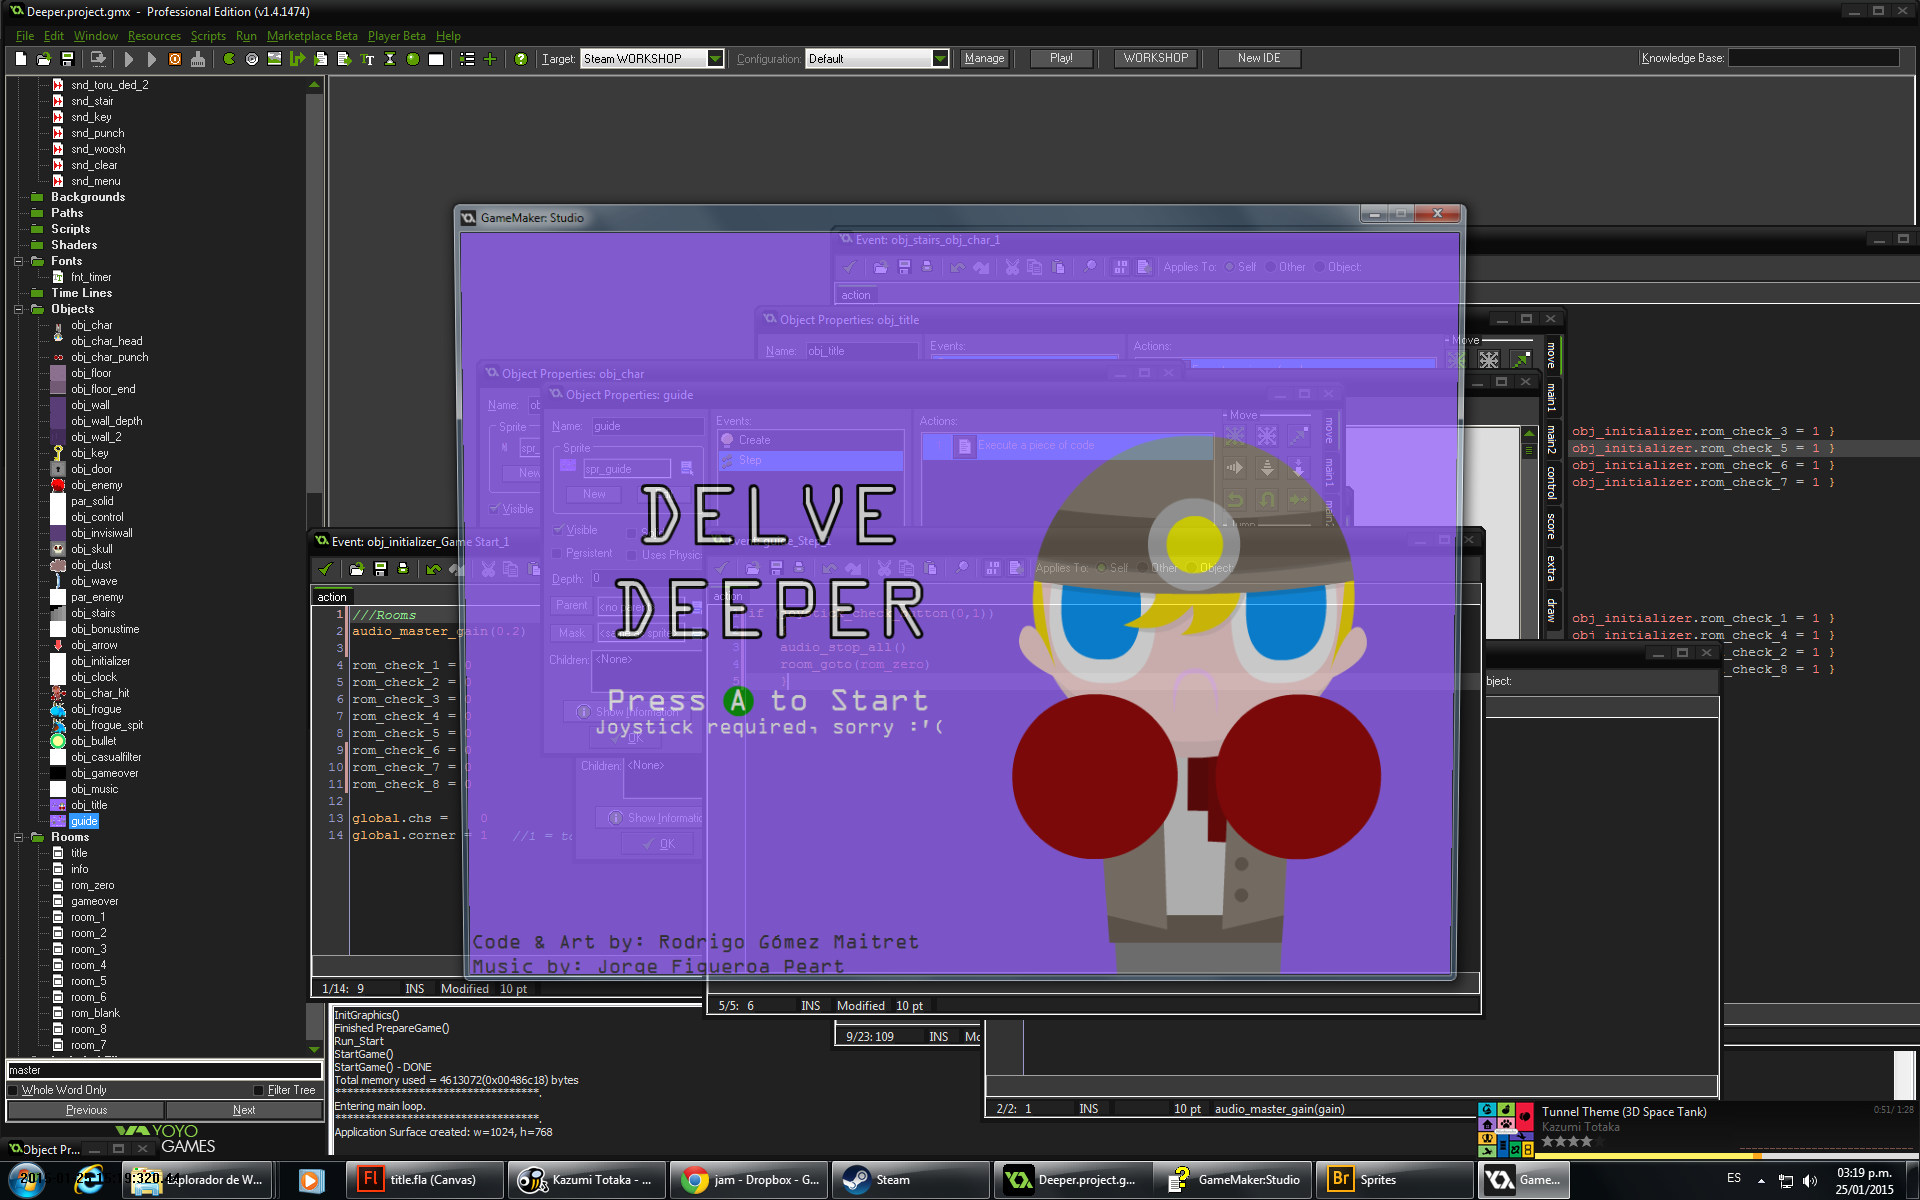 Deeper.project.gmx - Professional Edition (v1.4.1474)
File Edit Window Resources Scripts Run Marketplace Beta Player Beta Help
Target: Steam WORKSHOP Configuration: Default Manage Play! WORKSHOP New IDE Knowledge Base:
snd_toru_ded_2
snd_stair
snd_key
snd_punch
snd_woosh
snd_clear
snd_menu
Backgrounds
Paths
Scripts
Shaders
Fonts
fnt_timer
Time Lines
Objects
obj_char
obj_char_head
obj_char_punch
obj_floor
obj_floor_end
obj_wall
obj_wall_depth
obj_wall_2
obj_key
obj_door
obj_enemy
par_solid
obj_control
obj_invisiwall
obj_skull
obj_dust
obj_wave
par_enemy
obj_stairs
obj_bonustime
obj_arrow
obj_initializer
obj_clock
obj_char_hit
obj_frogue
obj_frogue_spit
obj_bullet
obj_casualfilter
obj_gameover
obj_music
obj_title
guide
Rooms
title
info
rom_zero
gameover
room_1
room_2
room_3
room_4
room_5
room_6
rom_blank
room_8
room_7
master
Whole Word Only Filter Tree
Previous Next
YOYO
GAMES
Object Pr...
GameMaker: Studio
Event: obj_stairs_obj_char_1
Applies To: Self Other Object:
action
Object Properties: obj_title
Name: obj_title
Events:
Actions:
Move
Object Properties: obj_char
Name:
Sprite
New
Visible
Object Properties: guide
Name: guide
Sprite
spr_guide
New
Visible
Persistent Uses Physics
Depth: 0
Parent
Mask
Children: <None>
Show Information
OK
Events:
Create
Step
Actions:
Execute a piece of code
Move
Jump
move
main1
move
main1
main2
control
score
extra
draw
DELVE
DEEPER
Press A to Start
Joystick required, sorry :'(
Code & Art by: Rodrigo Gómez Maitret
Music by: Jorge Figueroa Peart
Event: guide_Step_1
Applies To: Self Other Object:
action
3 audio_stop_all()
4 room_goto(rom_zero)
5 }
Children: <None>
Show Informatic
OK
5/5: 6 INS Modified 10 pt
Event: obj_initializer_Game Start_1
action
1 ///Rooms
2 audio_master_gain(0.2)
3
4 rom_check_1 = 0
5 rom_check_2 = 0
6 rom_check_3 = 0
7 rom_check_4 = 0
8 rom_check_5 = 0
9 rom_check_6 = 0
10 rom_check_7 = 0
11 rom_check_8 = 0
12
13 global.chs = 0
14 global.corner = 1 //1 = to
1/14: 9 INS Modified 10 pt
obj_initializer.rom_check_3 = 1 }
obj_initializer.rom_check_5 = 1 }
obj_initializer.rom_check_6 = 1 }
obj_initializer.rom_check_7 = 1 }
obj_initializer.rom_check_1 = 1 }
obj_initializer.rom_check_4 = 1 }
_check_2 = 1 }
_check_8 = 1 }
bject:
InitGraphics()
Finished PrepareGame()
Run_Start
StartGame()
StartGame() - DONE
Total memory used = 4613072(0x00486c18) bytes
***********************************.
Entering main loop.
***********************************.
Application Surface created: w=1024, h=768
9/23: 109 INS Mo
2/2: 1 INS 10 pt audio_master_gain(gain)
Tunnel Theme (3D Space Tank)
Kazumi Totaka
0:51/ 1:28
Explorador de W...
title.fla (Canvas)
Kazumi Totaka - ...
jam - Dropbox - G...
Steam
Deeper.project.g...
GameMaker:Studio
Sprites
Game...
ES
03:19 p.m.
25/01/2015